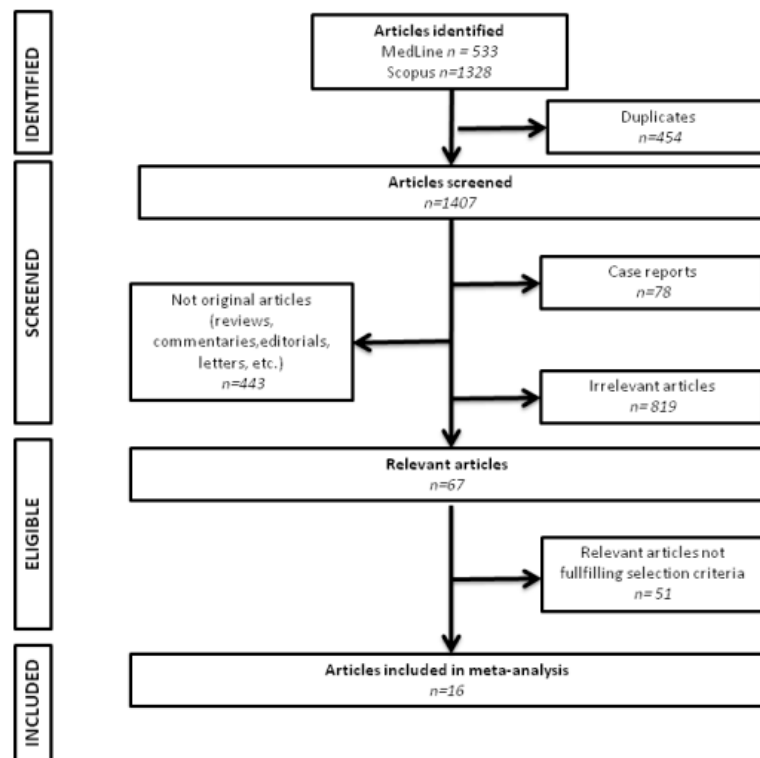 IDENTIFIED
Articles identified
MedLine n = 533
Scopus n=1328
Duplicates
n=454
SCREENED
Articles screened
n=1407
Case reports
n=78
Not original articles
(reviews,
commentaries,editorials,
letters, etc.)
n=443
Irrelevant articles
n= 819
ELIGIBLE
Relevant articles
n=67
Relevant articles not
fullfilling selection criteria
n= 51
INCLUDED
Articles included in meta-analysis
n=16